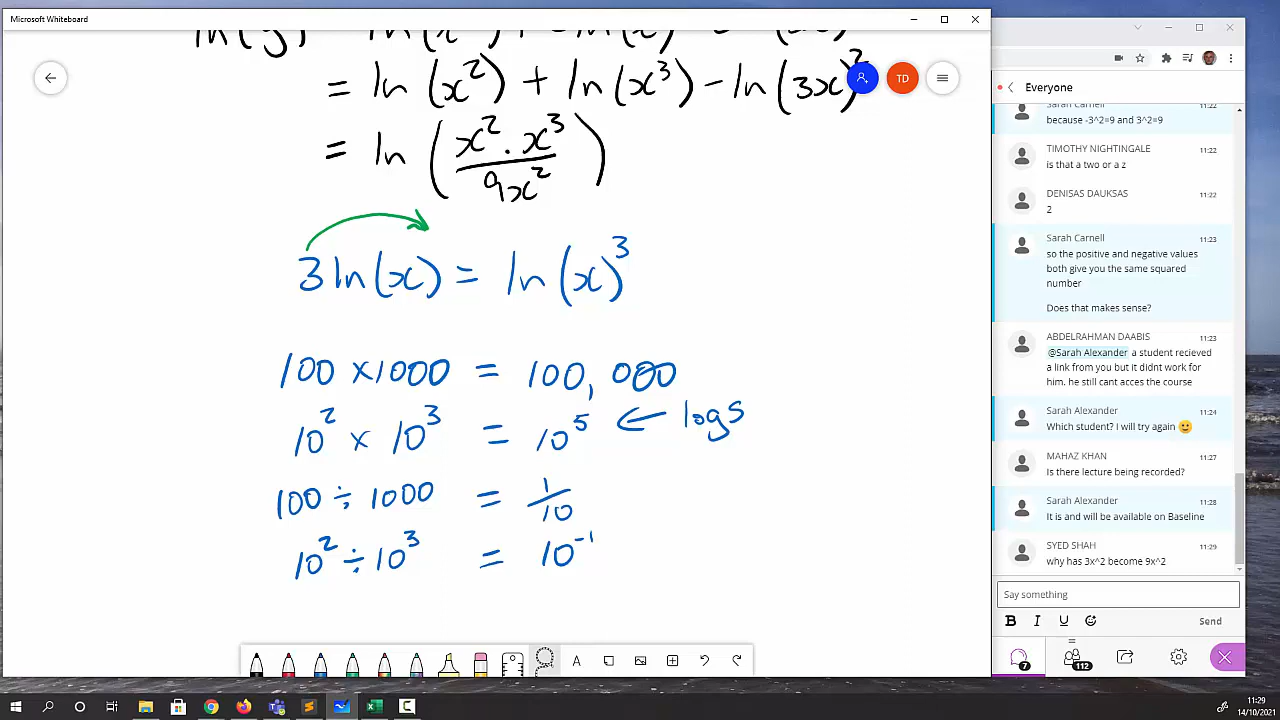 Microsoft Whiteboard
= ln(x²) + ln(x³) - ln(3x)²
= ln(x² . x³ / 9x²)
3ln(x) = ln(x)³
100 ×1000 = 100,000
10² × 10³ = 10⁵ ← logs
100 ÷ 1000 = 1/10
10² ÷ 10³ = 10⁻¹
TD
A
Everyone
Sarah Carnell 11:22
because -3^2=9 and 3^2=9
TIMOTHY NIGHTINGALE 11:22
is that a two or a z
DENISAS DAUKSAS 11:22
2
Sarah Carnell 11:23
so the positive and negative values
both give you the same squared
number
Does that makes sense?
ABDELRAHMAN DAABIS 11:23
@Sarah Alexander a student recieved
a link from you but it didnt work for
him. he still cant acces the course
Sarah Alexander 11:24
Which student? I will try again 😀
MAHAZ KHAN 11:27
Is there lecture being recorded?
Sarah Alexander 11:28
It is and will be available on Baseline
SYED SHAH 11:29
why has 3x^2 become 9x^2
Say something
B I U Send
7
112
11:29
14/10/2021